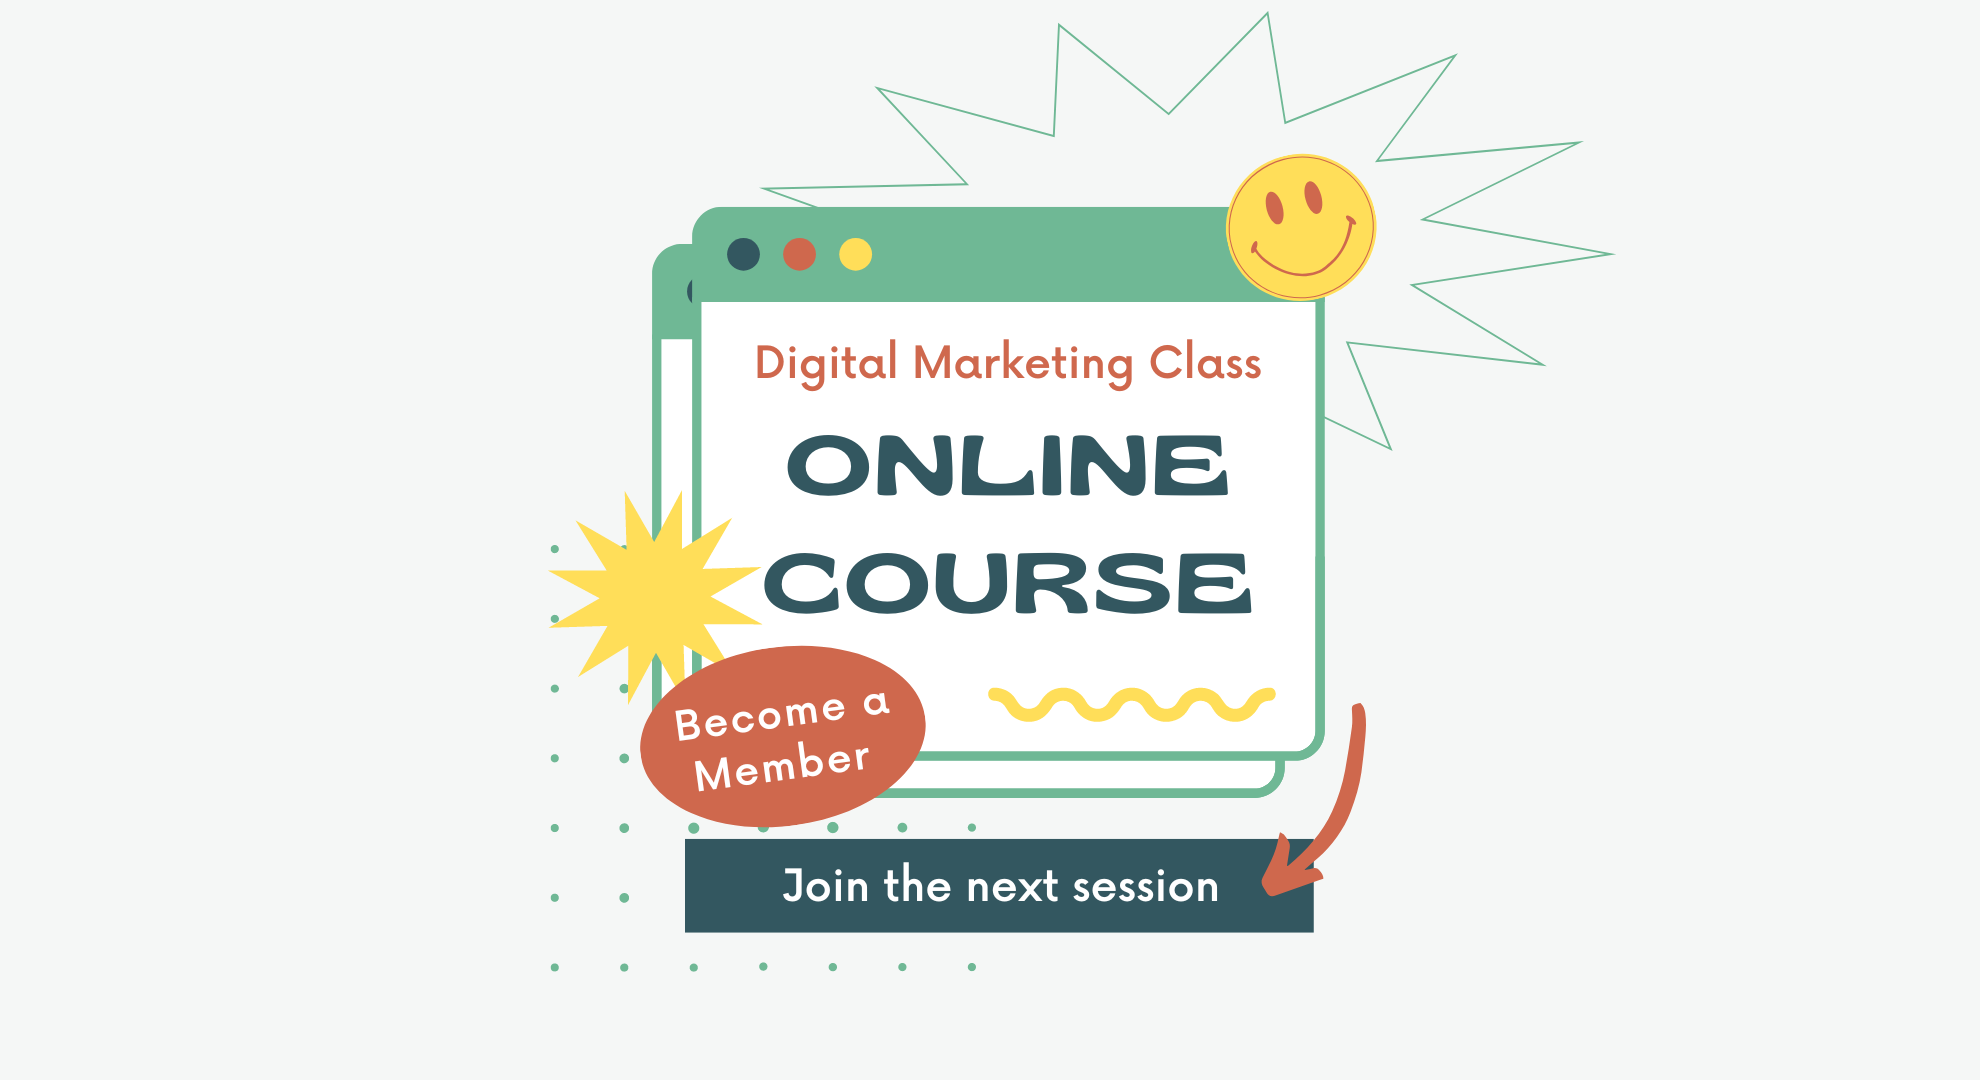 Digital Marketing Class
ONLINE
COURSE
Become a
Member
Join the next session